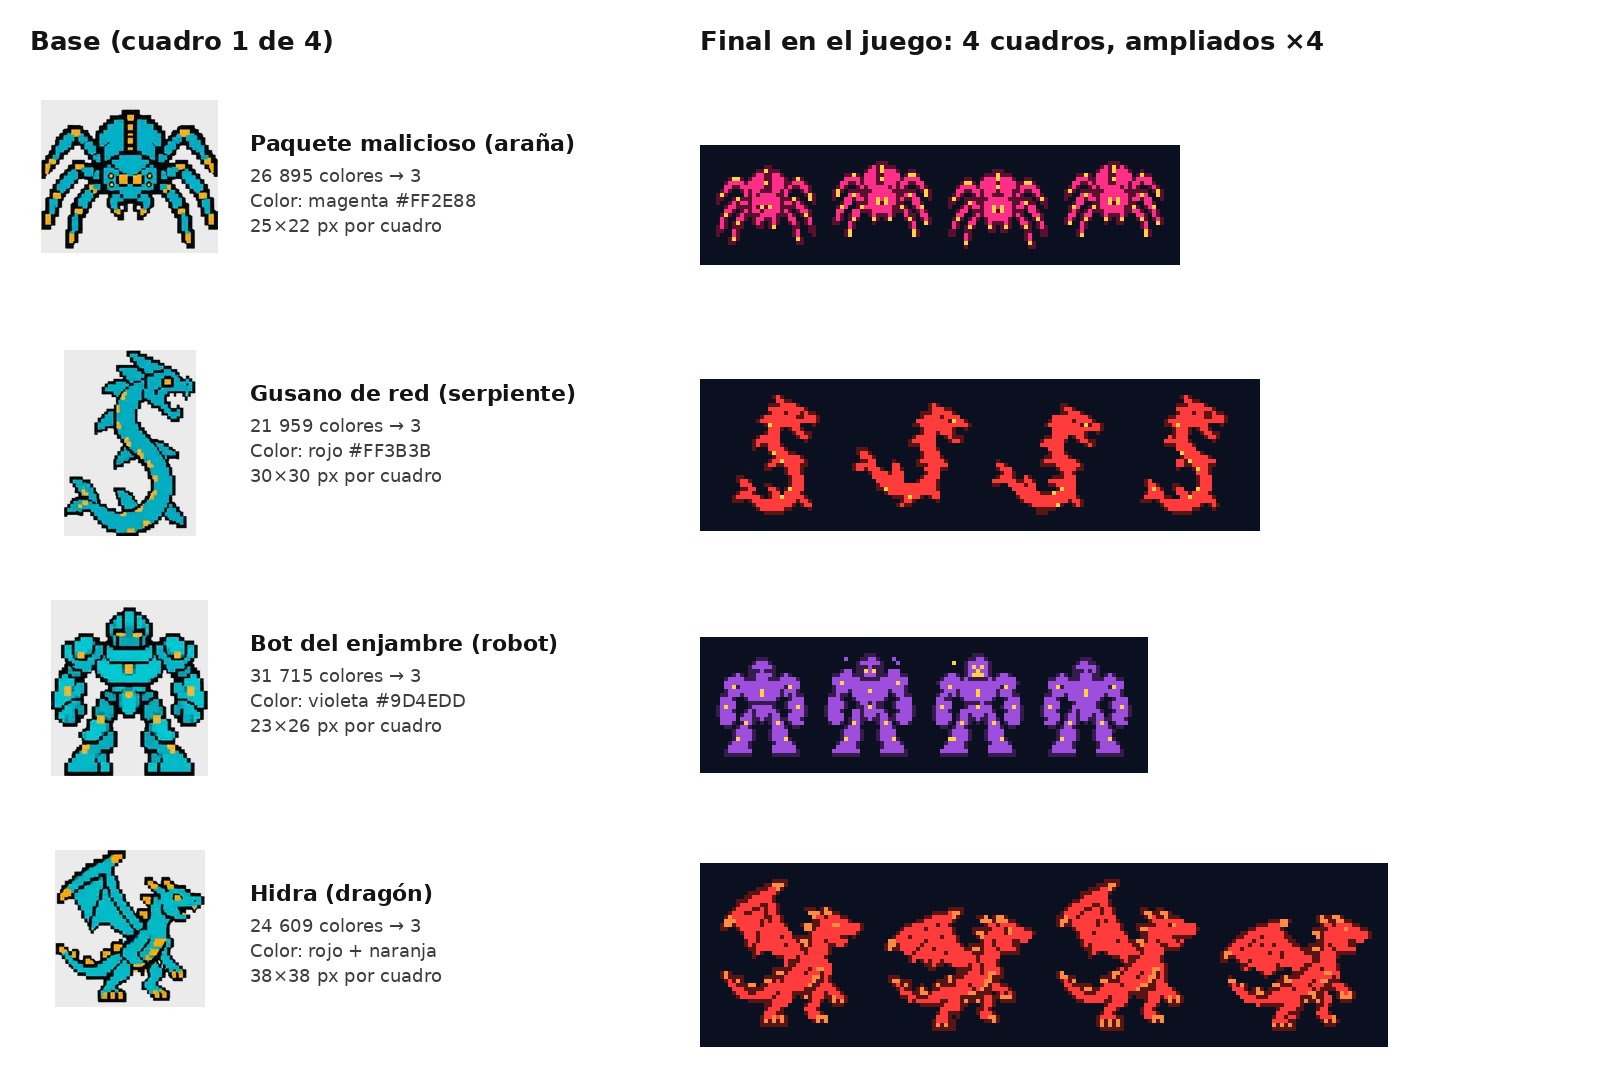 Base (cuadro 1 de 4)
Final en el juego: 4 cuadros, ampliados ×4
Paquete malicioso (araña)
26 895 colores → 3
Color: magenta #FF2E88
25×22 px por cuadro
Gusano de red (serpiente)
21 959 colores → 3
Color: rojo #FF3B3B
30×30 px por cuadro
Bot del enjambre (robot)
31 715 colores → 3
Color: violeta #9D4EDD
23×26 px por cuadro
Hidra (dragón)
24 609 colores → 3
Color: rojo + naranja
38×38 px por cuadro